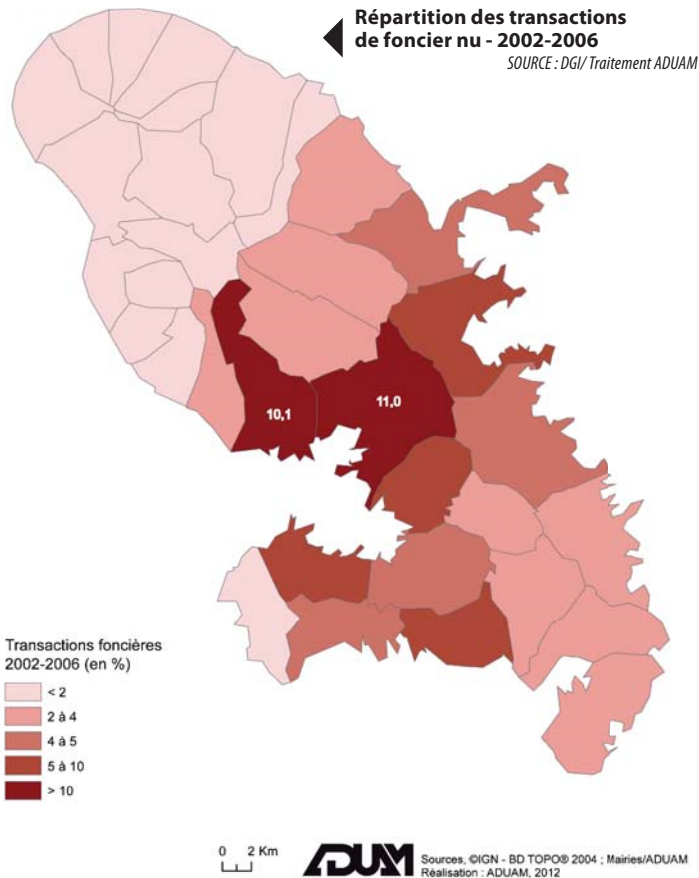 Répartition des transactions
de foncier nu - 2002-2006
SOURCE : DGI/ Traitement ADUAM
10,1
11,0
Transactions foncières
2002-2006 (en %)
< 2
2 à 4
4 à 5
5 à 10
> 10
0 2 Km
ADUAM
Sources, ©IGN - BD TOPO® 2004 ; Mairies/ADUAM
Réalisation : ADUAM, 2012